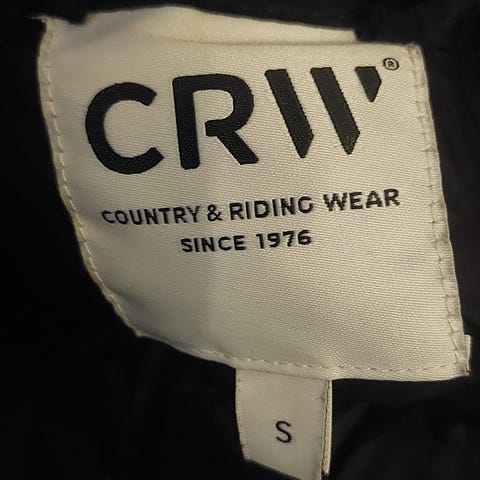 CRW®
COUNTRY & RIDING WEAR
SINCE 1976
S